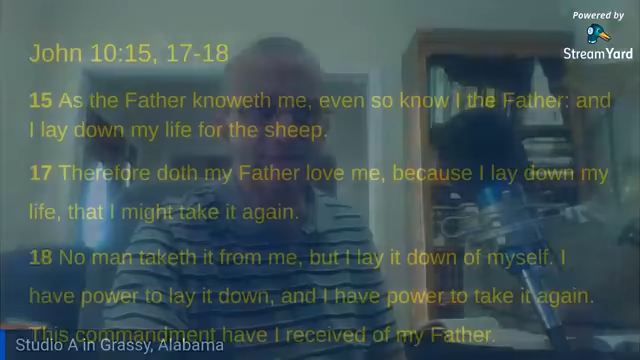 Powered by
StreamYard
John 10:15, 17-18
15 As the Father knoweth me, even so know I the Father: and
I lay down my life for the sheep.
17 Therefore doth my Father love me, because I lay down my
life, that I might take it again.
18 No man taketh it from me, but I lay it down of myself. I
have power to lay it down, and I have power to take it again.
This commandment have I received of my Father.
Studio A in Grassy, Alabama